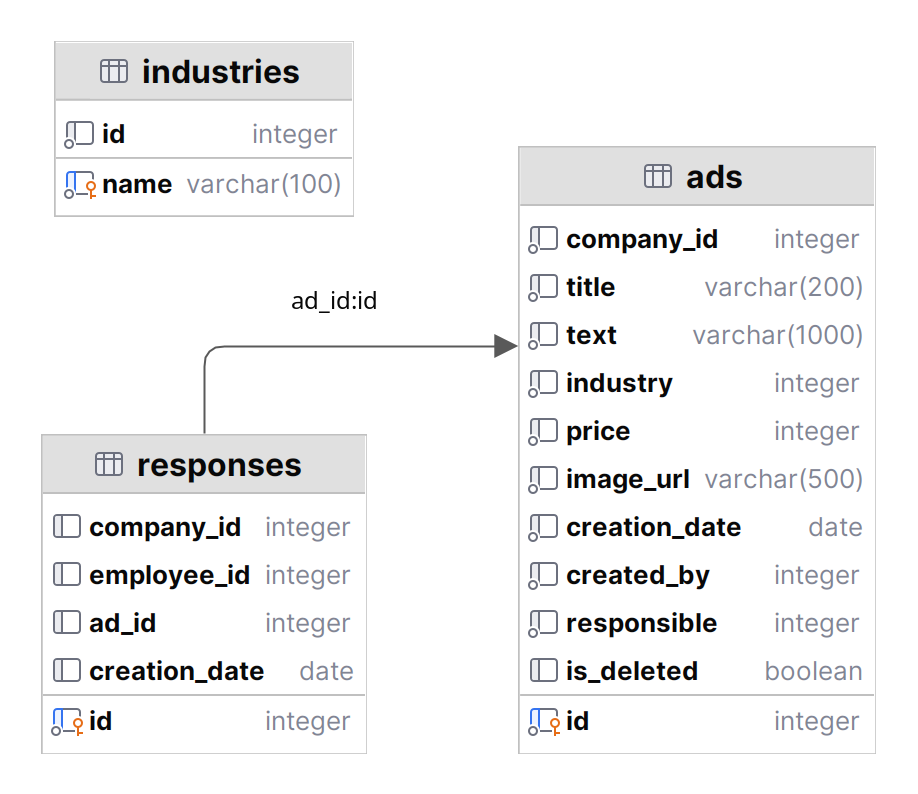 industries
id integer
name varchar(100)
ads
company_id integer
title varchar(200)
text varchar(1000)
industry integer
price integer
image_url varchar(500)
creation_date date
created_by integer
responsible integer
is_deleted boolean
id integer
ad_id:id
responses
company_id integer
employee_id integer
ad_id integer
creation_date date
id integer